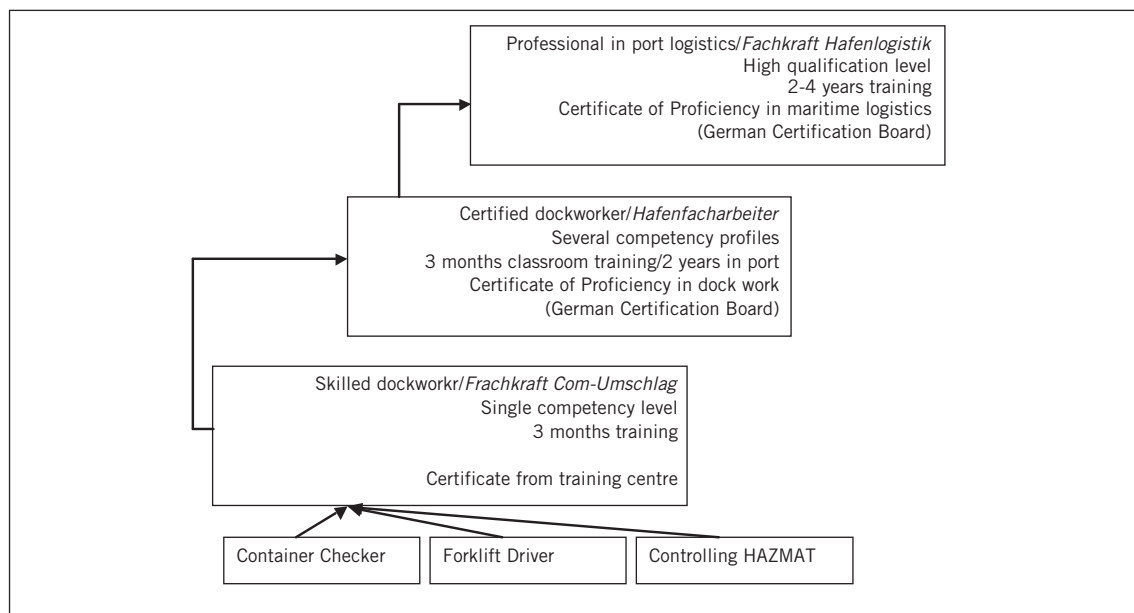 Professional in port logistics/Fachkraft Hafenlogistik
High qualification level
2-4 years training
Certificate of Proficiency in maritime logistics
(German Certification Board)
Certified dockworker/Hafenfacharbeiter
Several competency profiles
3 months classroom training/2 years in port
Certificate of Proficiency in dock work
(German Certification Board)
Skilled dockworkr/Frachkraft Com-Umschlag
Single competency level
3 months training
Certificate from training centre
Container Checker
Forklift Driver
Controlling HAZMAT